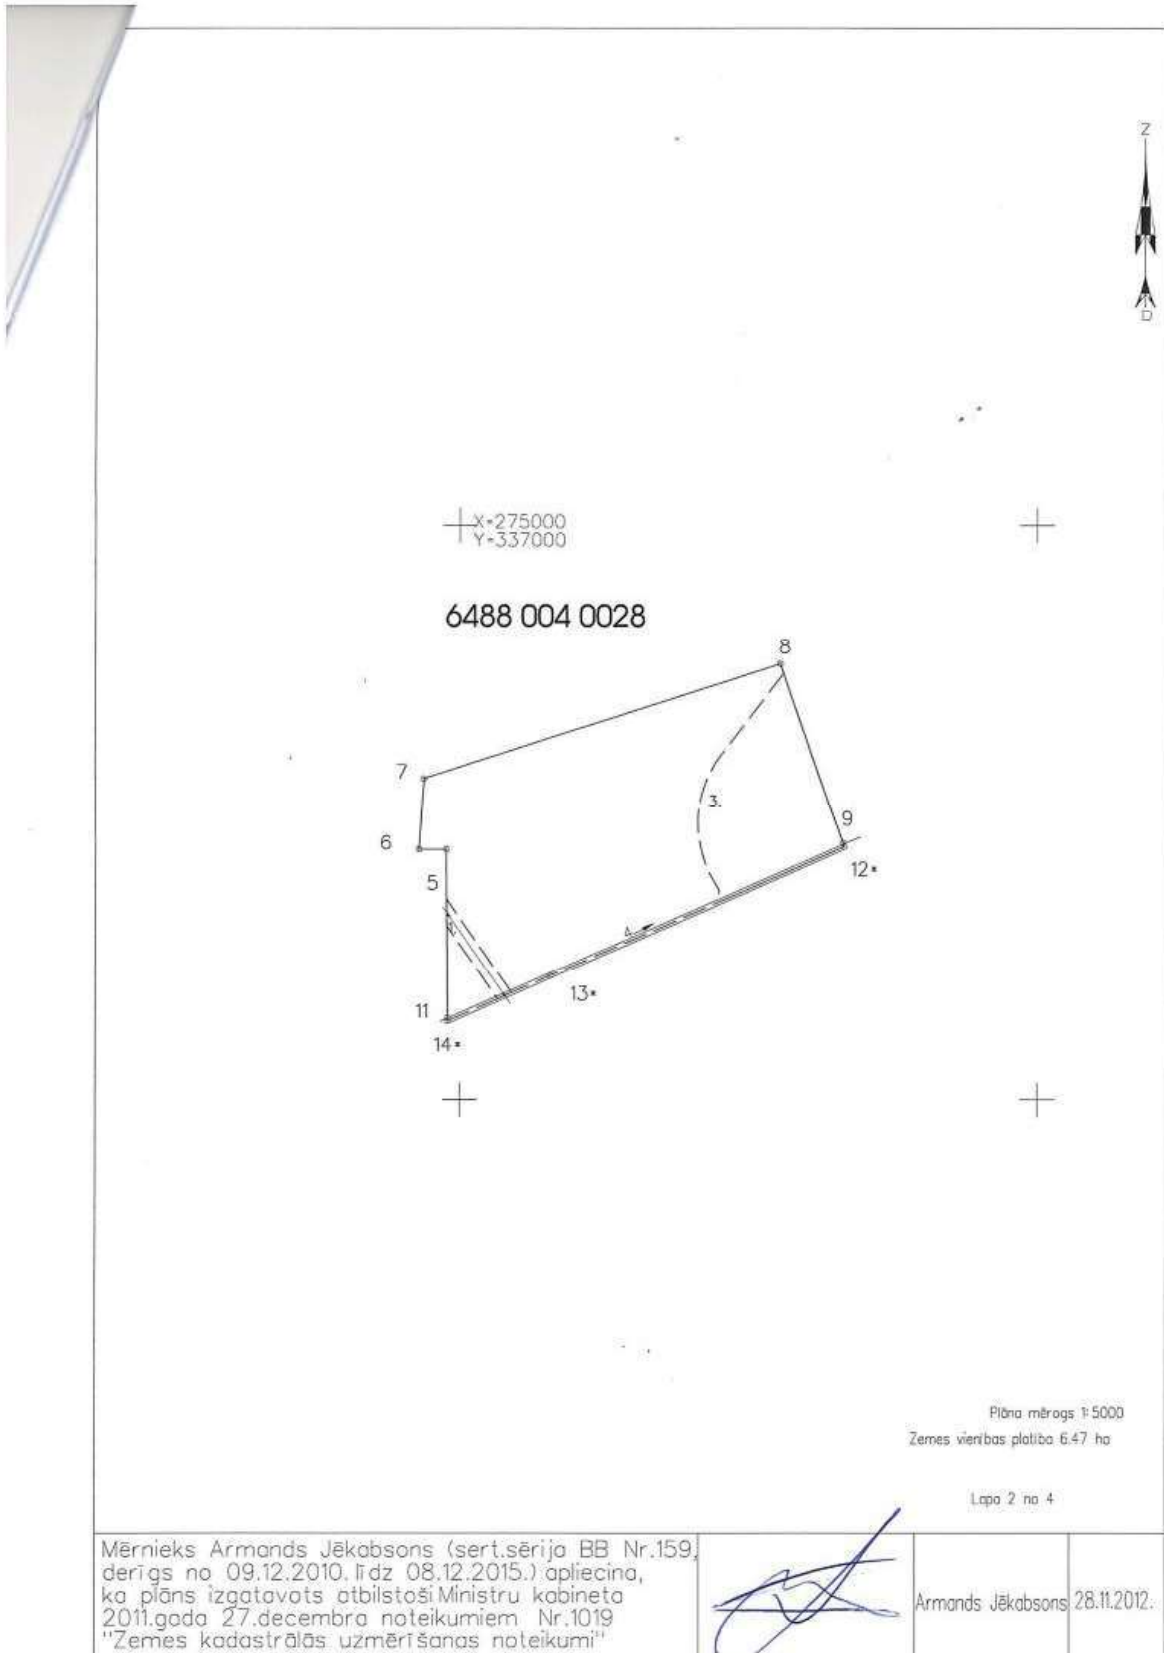 Z
D
X=275000
Y=337000
6488 004 0028
8
7
3.
9
6
12*
5
4.
13*
11
14*
Plāna mērogs 1:5000
Zemes vienības platība 6.47 ha
Lapa 2 no 4
Mērnieks Armands Jēkabsons (sert.sērija BB Nr.159,
derīgs no 09.12.2010. līdz 08.12.2015.) apliecina,
ka plāns izgatavots atbilstoši Ministru kabineta
2011.gada 27.decembra noteikumiem Nr.1019
"Zemes kadastrālās uzmērīšanas noteikumi"
Armands Jēkabsons
28.11.2012.